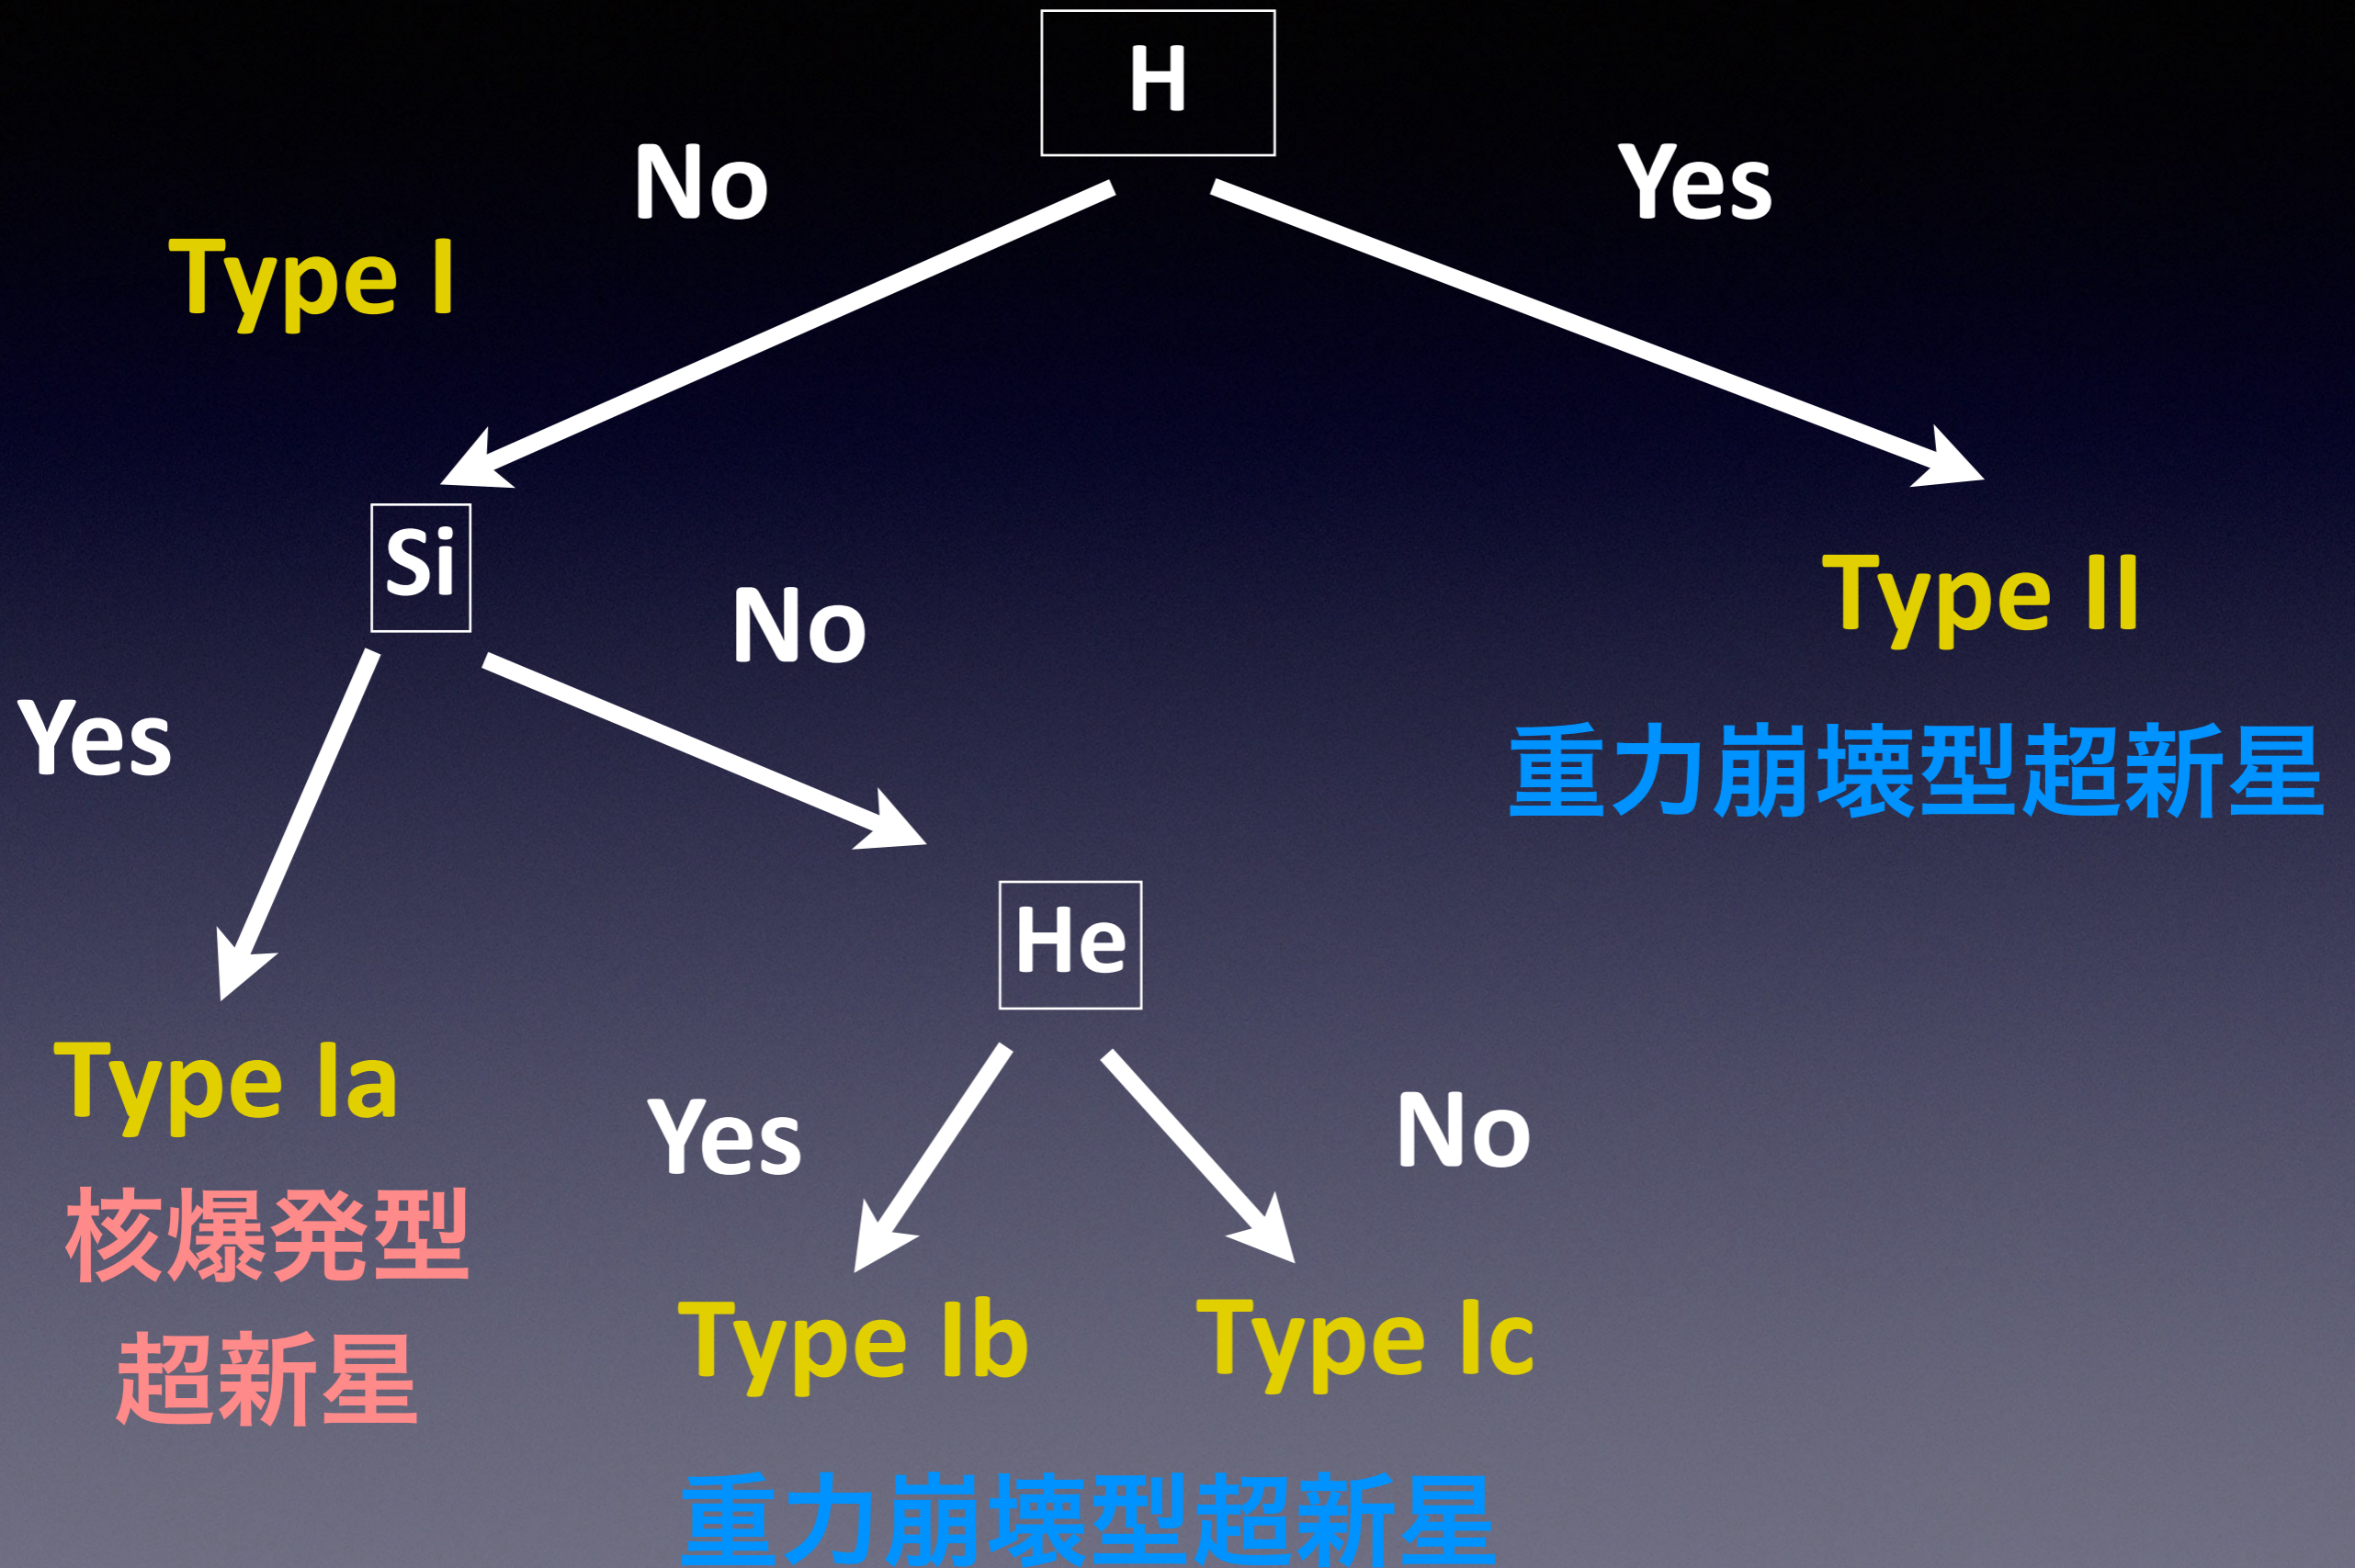 H
No
Yes
Type I
Si
No
Type II
Yes
重力崩壊型超新星
He
Type Ia
Yes
No
核爆発型
超新星
Type Ib
Type Ic
重力崩壊型超新星